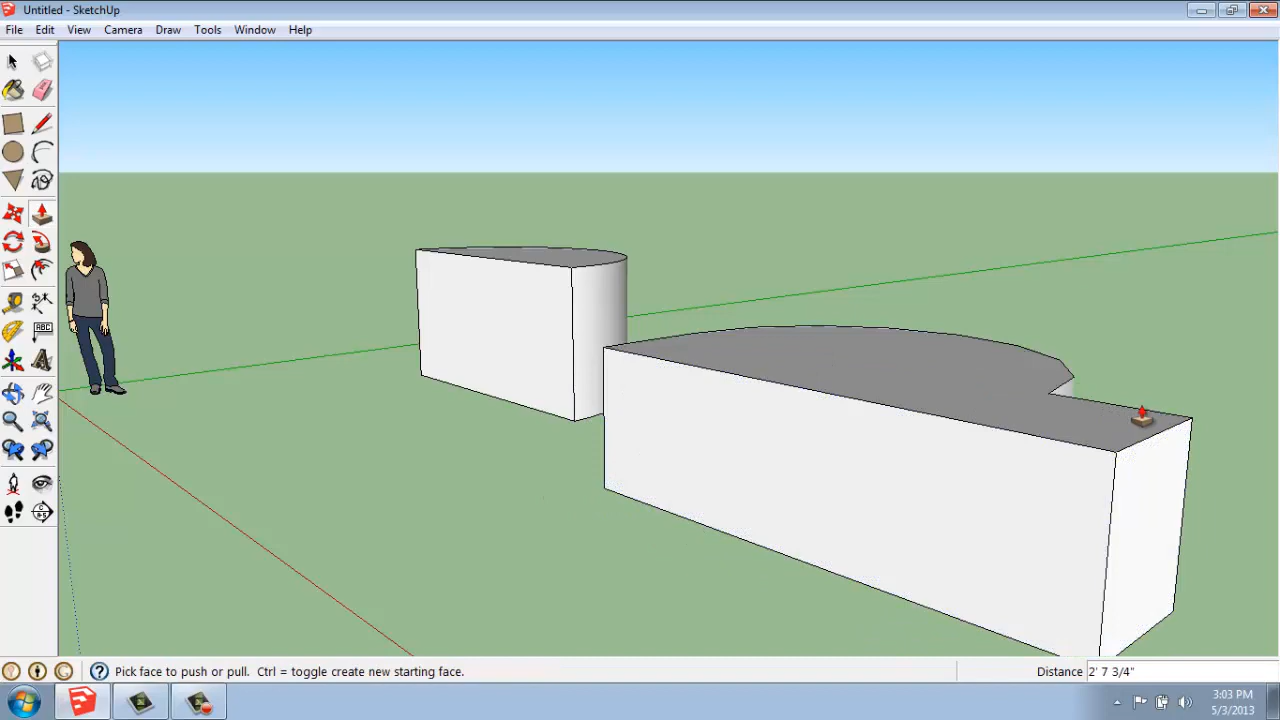 Untitled - SketchUp
File Edit View Camera Draw Tools Window Help
ABC
A
Pick face to push or pull. Ctrl = toggle create new starting face.
Distance 2' 7 3/4"
3:03 PM
5/3/2013